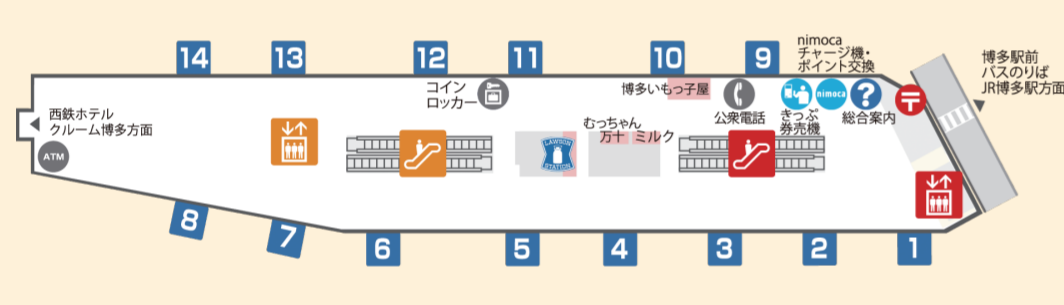 14
13
12
11
10
9
nimoca
チャージ機・
ポイント交換
博多駅前
バスのりば
JR博多駅方面
西鉄ホテル
クルーム博多方面
ATM
コイン
ロッカー
博多いもっ子屋
公衆電話
きっぷ
券売機
nimoca
?
総合案内
〒
むっちゃん
万十
ミルク
LAWSON
STATION
8
7
6
5
4
3
2
1